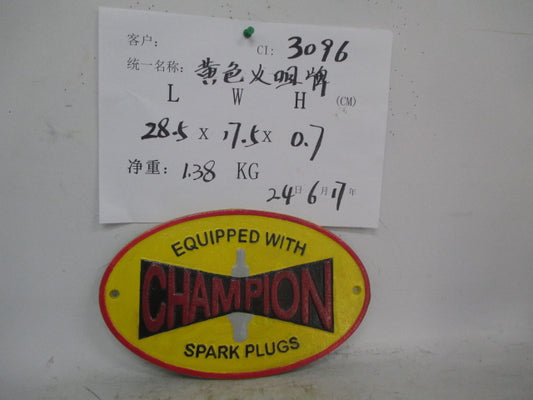 客户: CI: 3096
统一名称: 黄色火咀牌
L W H (CM)
28.5 X 17.5 X 0.7
净重: 1.38 KG
24日 6月 17年
EQUIPPED WITH
CHAMPION
SPARK PLUGS